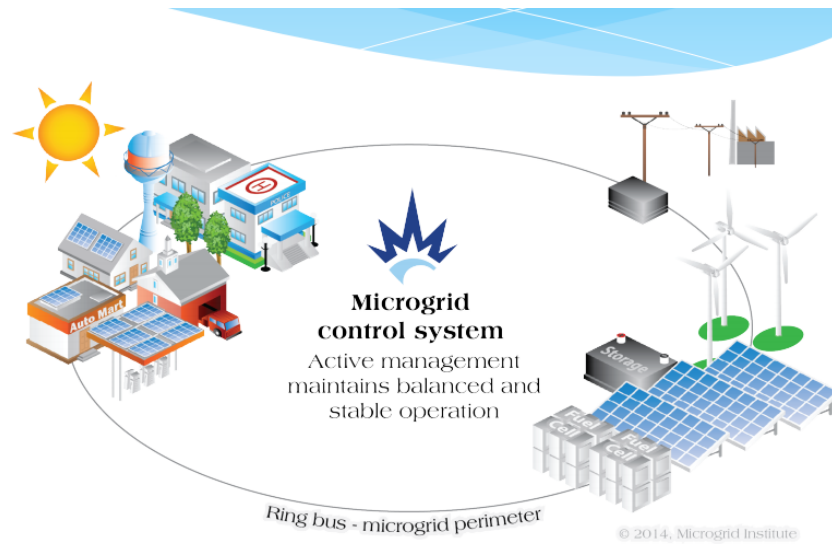 H
POLICE
Auto Mart
Microgrid
control system
Active management
maintains balanced and
stable operation
Storage
Fuel
Cell
Fuel
Cell
Ring bus - microgrid perimeter
© 2014, Microgrid Institute